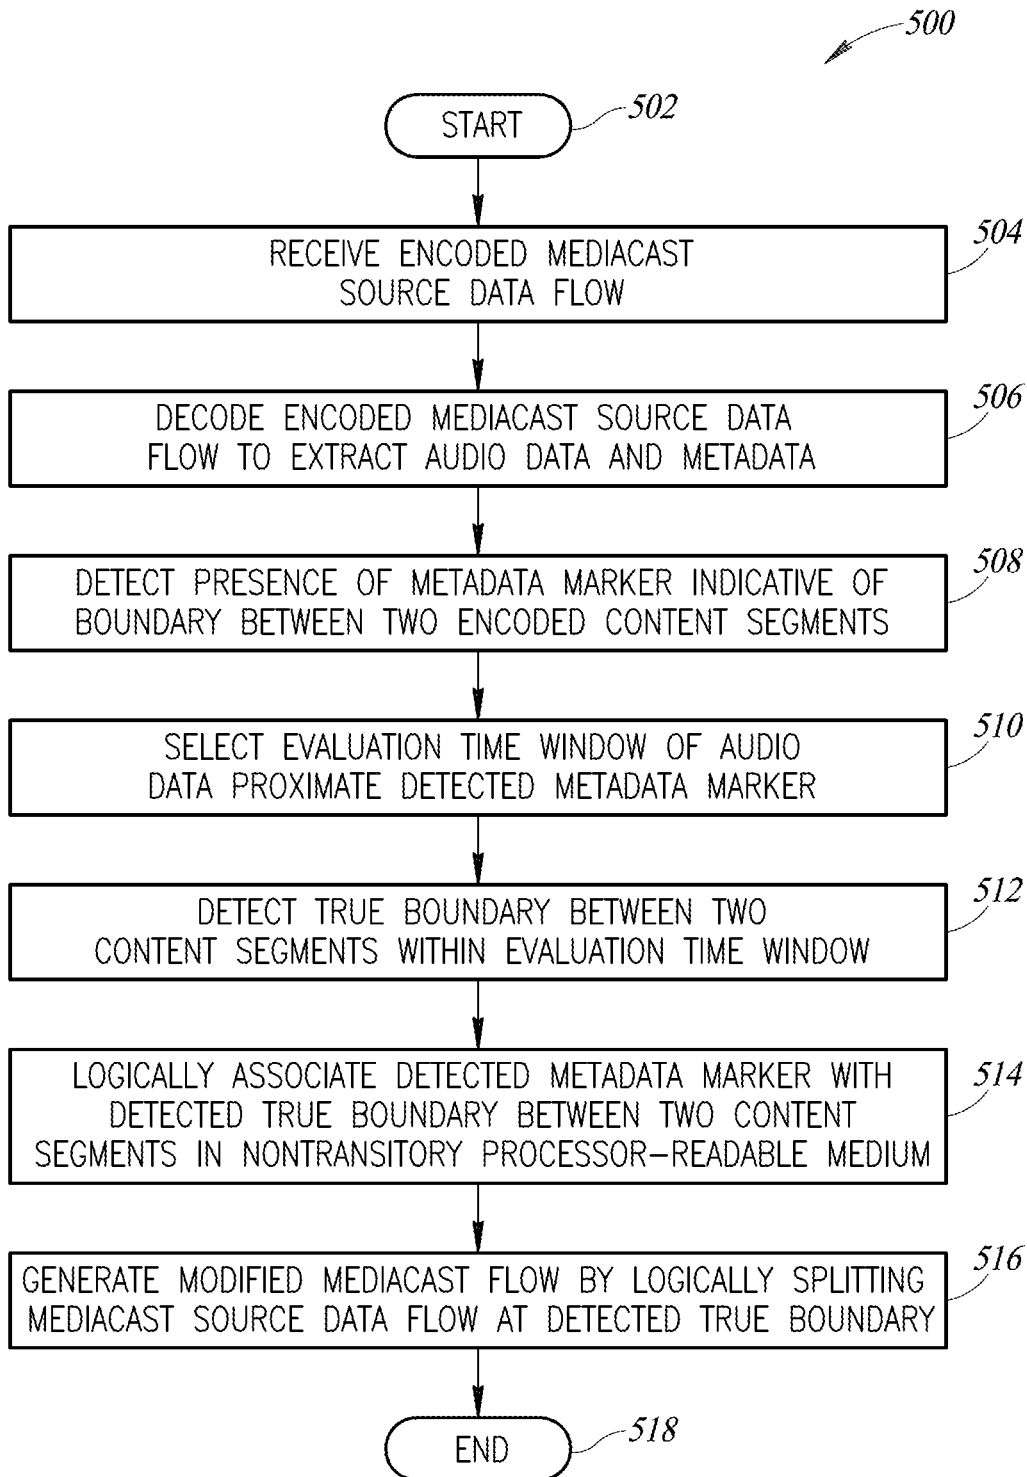 500
START
502
504
RECEIVE ENCODED MEDIACAST
SOURCE DATA FLOW
506
DECODE ENCODED MEDIACAST SOURCE DATA
FLOW TO EXTRACT AUDIO DATA AND METADATA
508
DETECT PRESENCE OF METADATA MARKER INDICATIVE OF
BOUNDARY BETWEEN TWO ENCODED CONTENT SEGMENTS
510
SELECT EVALUATION TIME WINDOW OF AUDIO
DATA PROXIMATE DETECTED METADATA MARKER
512
DETECT TRUE BOUNDARY BETWEEN TWO
CONTENT SEGMENTS WITHIN EVALUATION TIME WINDOW
514
LOGICALLY ASSOCIATE DETECTED METADATA MARKER WITH
DETECTED TRUE BOUNDARY BETWEEN TWO CONTENT
SEGMENTS IN NONTRANSITORY PROCESSOR-READABLE MEDIUM
516
GENERATE MODIFIED MEDIACAST FLOW BY LOGICALLY SPLITTING
MEDIACAST SOURCE DATA FLOW AT DETECTED TRUE BOUNDARY
END
518